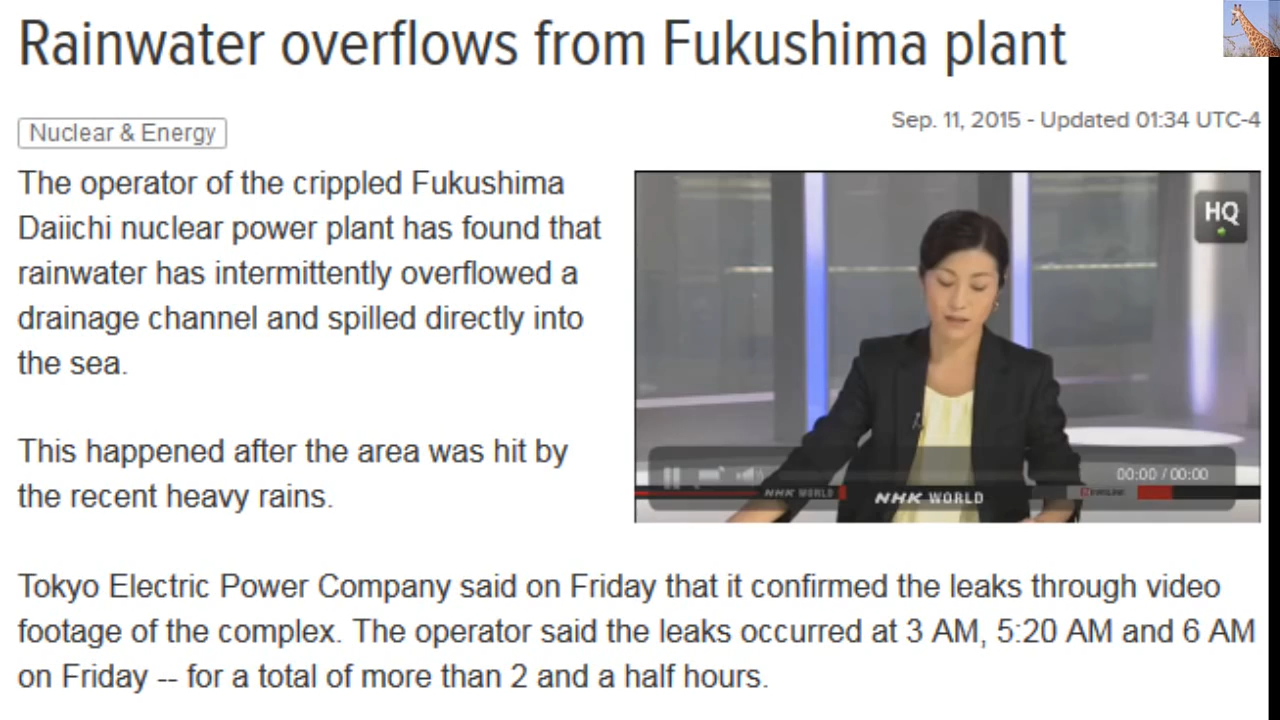 Rainwater overflows from Fukushima plant
Nuclear & Energy
Sep. 11, 2015 - Updated 01:34 UTC-4
The operator of the crippled Fukushima
Daiichi nuclear power plant has found that
rainwater has intermittently overflowed a
drainage channel and spilled directly into
the sea.
This happened after the area was hit by
the recent heavy rains.
HQ
00:00 / 00:00
NHK WORLD
NHK WORLD
Tokyo Electric Power Company said on Friday that it confirmed the leaks through video
footage of the complex. The operator said the leaks occurred at 3 AM, 5:20 AM and 6 AM
on Friday -- for a total of more than 2 and a half hours.